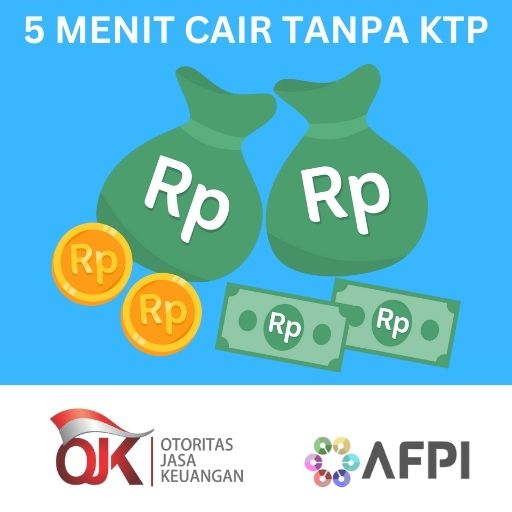 5 MENIT CAIR TANPA KTP
Rp
Rp
Rp
Rp
Rp
Rp
OJK
OTORITAS
JASA
KEUANGAN
AFPI